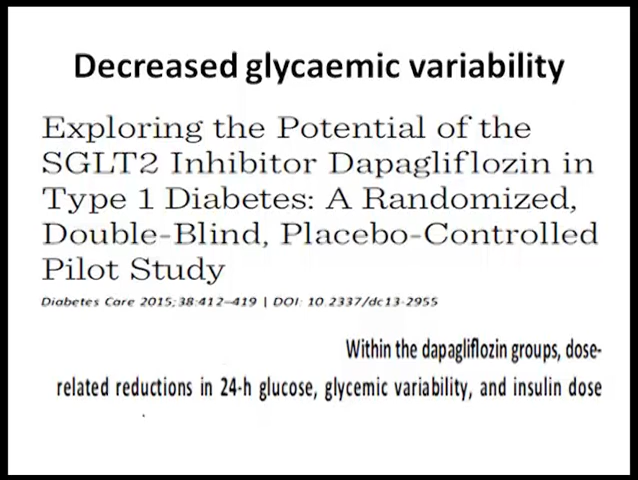 Decreased glycaemic variability
Exploring the Potential of the
SGLT2 Inhibitor Dapagliflozin in
Type 1 Diabetes: A Randomized,
Double-Blind, Placebo-Controlled
Pilot Study
Diabetes Care 2015;38:412–419 | DOI: 10.2337/dc13-2955
Within the dapagliflozin groups, dose-
related reductions in 24-h glucose, glycemic variability, and insulin dose